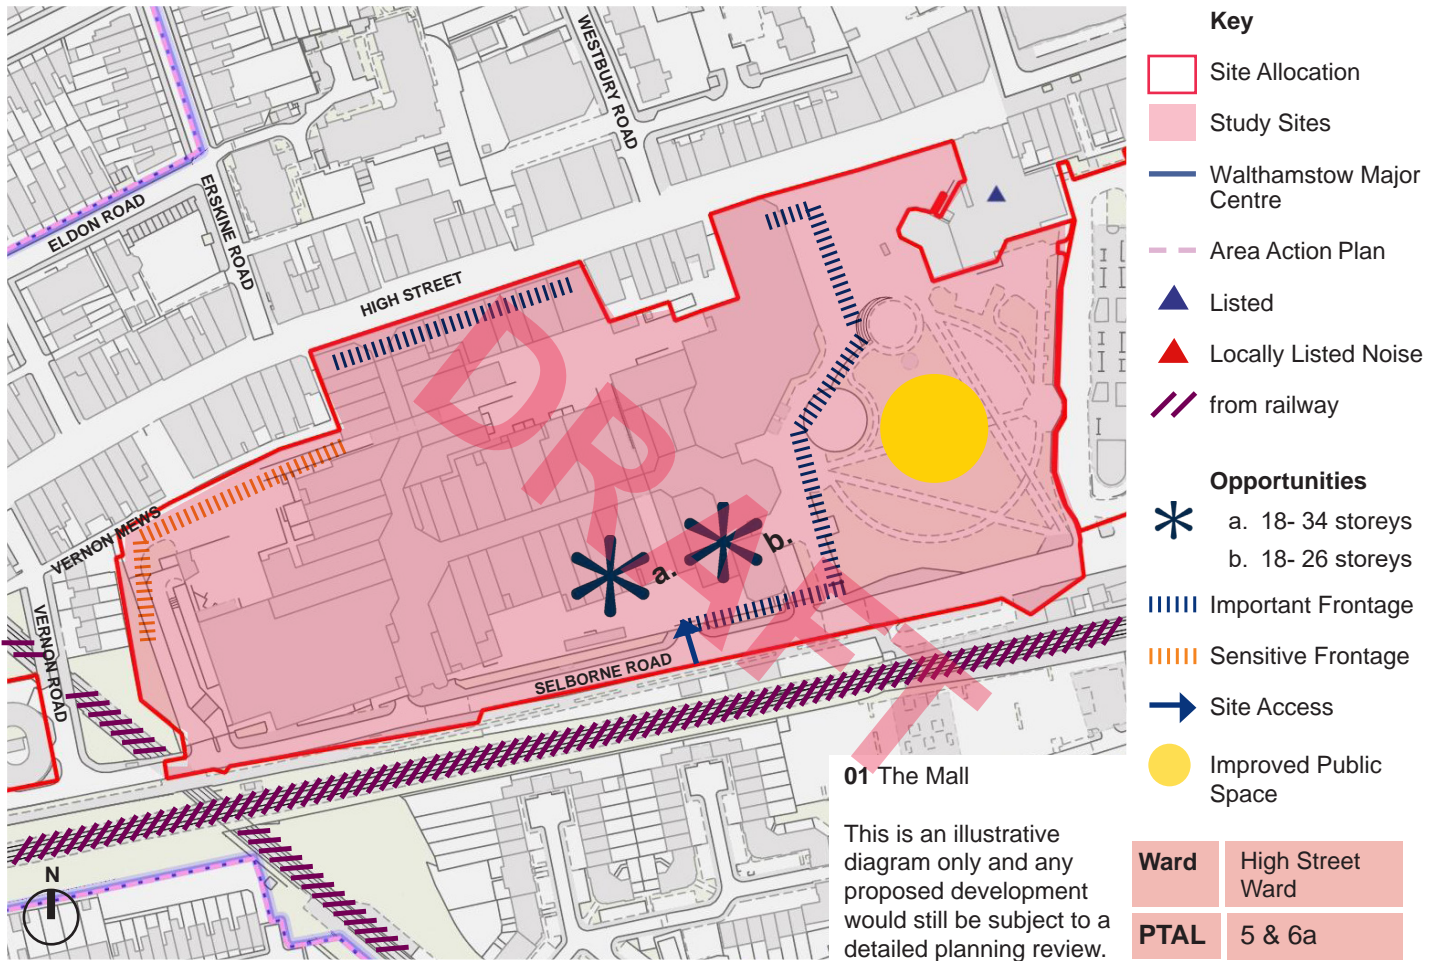 WESTBURY ROAD
ELDON ROAD
ERSKINE ROAD
HIGH STREET
VERNON MEWS
VERNON ROAD
SELBORNE ROAD
a.
b.
DRAFT
N
01 The Mall
This is an illustrative
diagram only and any
proposed development
would still be subject to a
detailed planning review.
Key
Site Allocation
Study Sites
Walthamstow Major
Centre
Area Action Plan
Listed
Locally Listed Noise
from railway
Opportunities
a. 18- 34 storeys
b. 18- 26 storeys
Important Frontage
Sensitive Frontage
Site Access
Improved Public
Space
Ward High Street
Ward
PTAL 5 & 6a